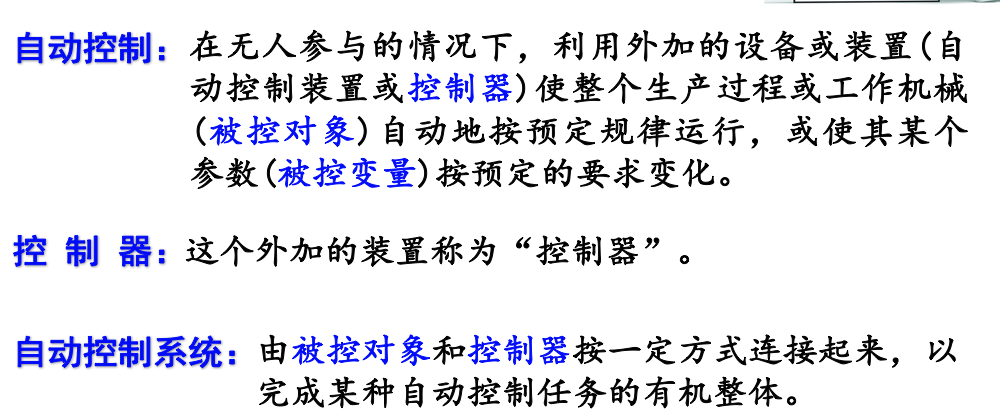 自动控制：在无人参与的情况下，利用外加的设备或装置(自
动控制装置或控制器)使整个生产过程或工作机械
(被控对象)自动地按预定规律运行，或使其某个
参数(被控变量)按预定的要求变化。
控 制 器：这个外加的装置称为“控制器”。
自动控制系统：由被控对象和控制器按一定方式连接起来，以
完成某种自动控制任务的有机整体。